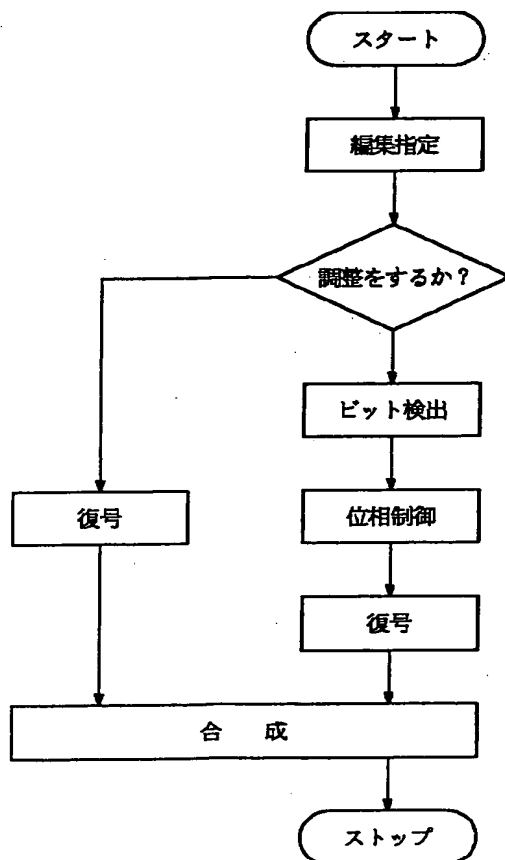 スタート
編集指定
調整をするか？
ビット検出
復号
位相制御
復号
合　成
ストップ